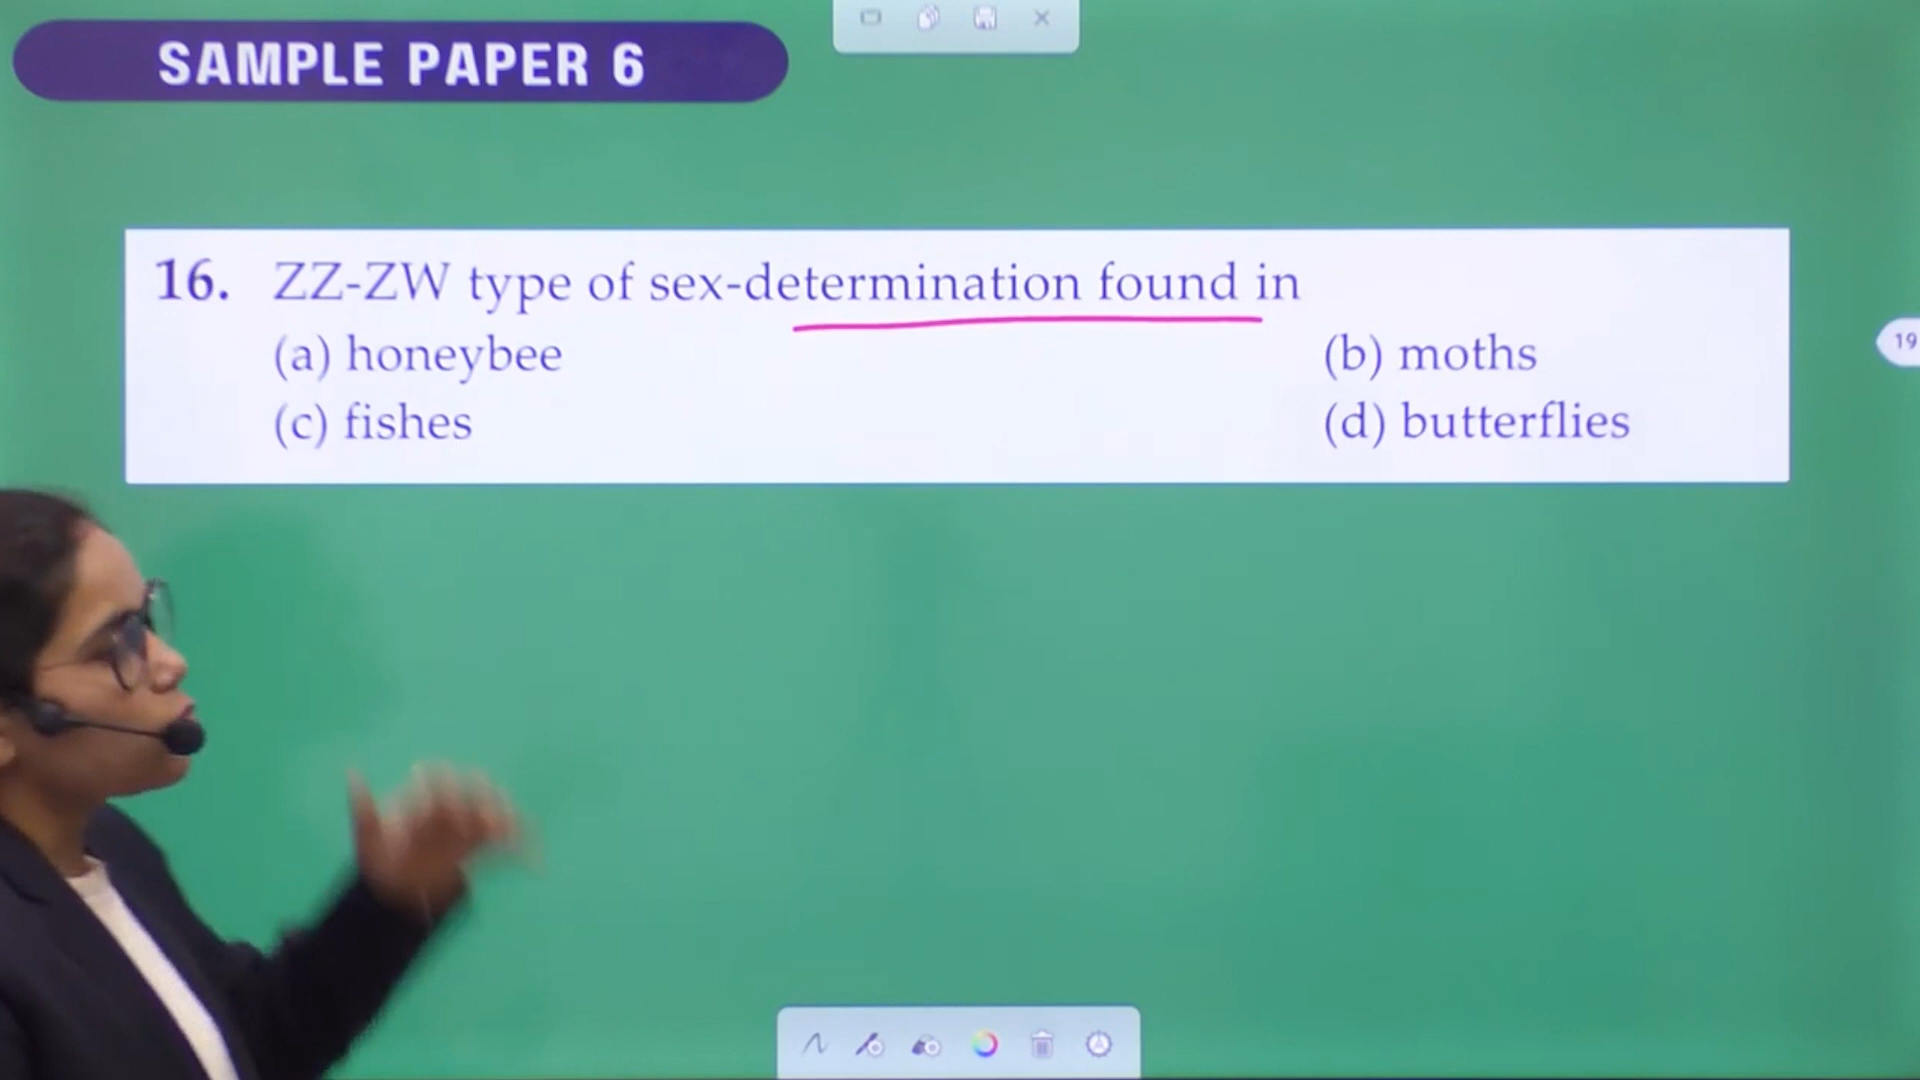 SAMPLE PAPER 6
16. ZZ-ZW type of sex-determination found in
(a) honeybee (b) moths
(c) fishes (d) butterflies
19